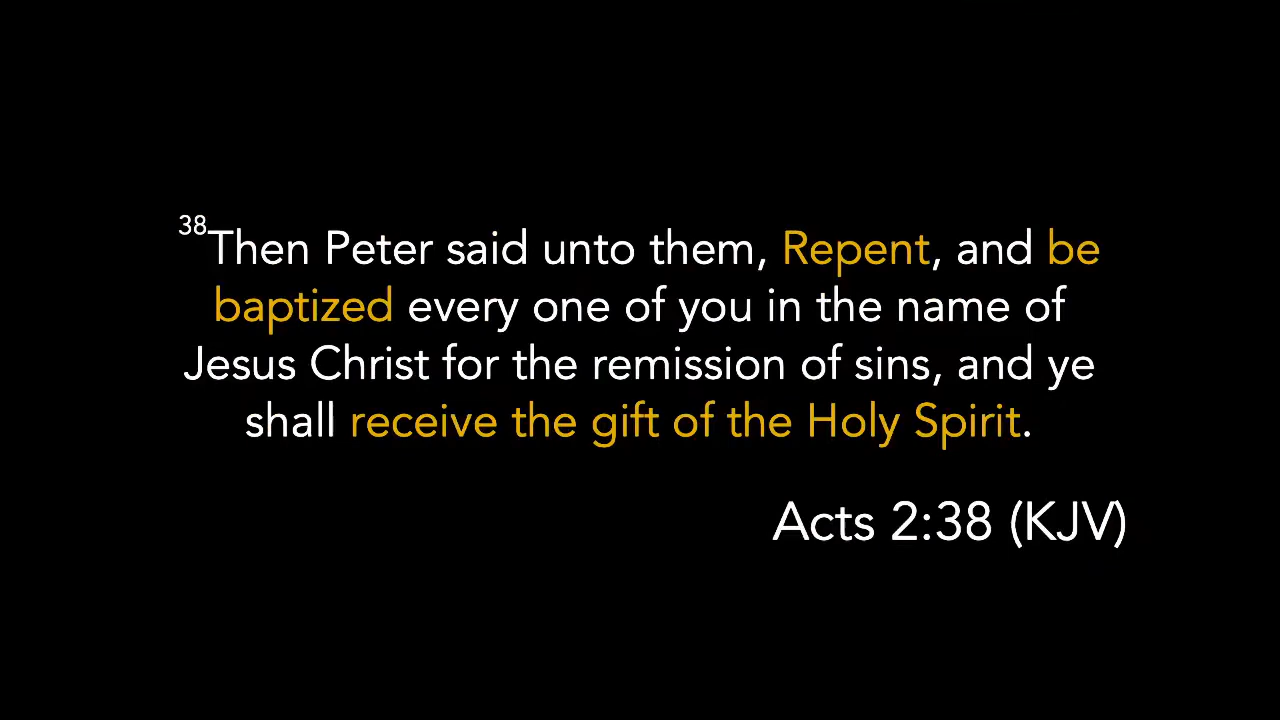 38Then Peter said unto them, Repent, and be
baptized every one of you in the name of
Jesus Christ for the remission of sins, and ye
shall receive the gift of the Holy Spirit.
Acts 2:38 (KJV)